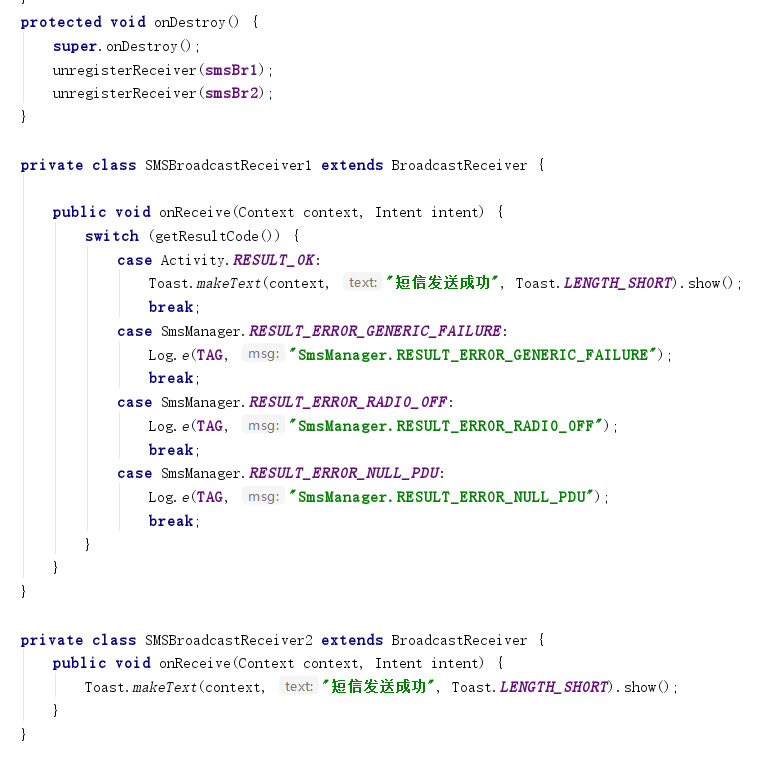 }
protected void onDestroy() {
    super.onDestroy();
    unregisterReceiver(smsBr1);
    unregisterReceiver(smsBr2);
}
private class SMSBroadcastReceiver1 extends BroadcastReceiver {
    public void onReceive(Context context, Intent intent) {
        switch (getResultCode()) {
            case Activity.RESULT_OK:
                Toast.makeText(context, text: "短信发送成功", Toast.LENGTH_SHORT).show();
                break;
            case SmsManager.RESULT_ERROR_GENERIC_FAILURE:
                Log.e(TAG, msg: "SmsManager.RESULT_ERROR_GENERIC_FAILURE");
                break;
            case SmsManager.RESULT_ERROR_RADIO_OFF:
                Log.e(TAG, msg: "SmsManager.RESULT_ERROR_RADIO_OFF");
                break;
            case SmsManager.RESULT_ERROR_NULL_PDU:
                Log.e(TAG, msg: "SmsManager.RESULT_ERROR_NULL_PDU");
                break;
        }
    }
}
private class SMSBroadcastReceiver2 extends BroadcastReceiver {
    public void onReceive(Context context, Intent intent) {
        Toast.makeText(context, text: "短信发送成功", Toast.LENGTH_SHORT).show();
    }
}